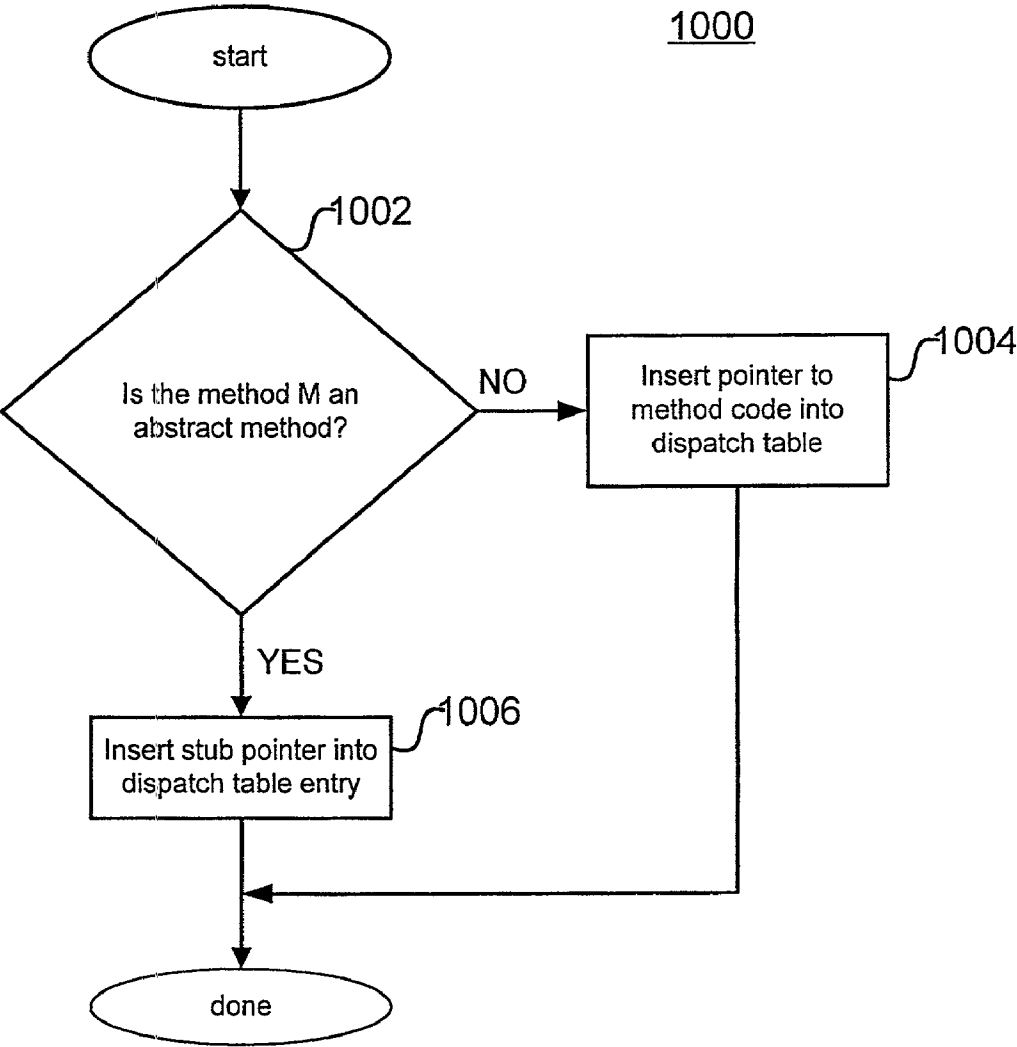 1000
start
1002
Is the method M an
abstract method?
NO
1004
Insert pointer to
method code into
dispatch table
YES
1006
Insert stub pointer into
dispatch table entry
done